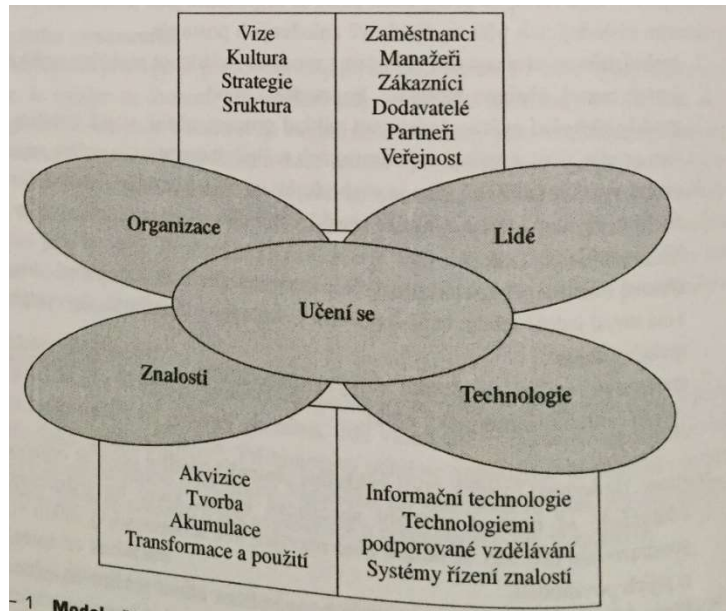 Vize
Kultura
Strategie
Sruktura
Zaměstnanci
Manažeři
Zákazníci
Dodavatelé
Partneři
Veřejnost
Organizace
Lidé
Učení se
Znalosti
Technologie
Akvizice
Tvorba
Akumulace
Transformace a použití
Informační technologie
Technologiemi
podporované vzdělávání
Systémy řízení znalostí
- 1